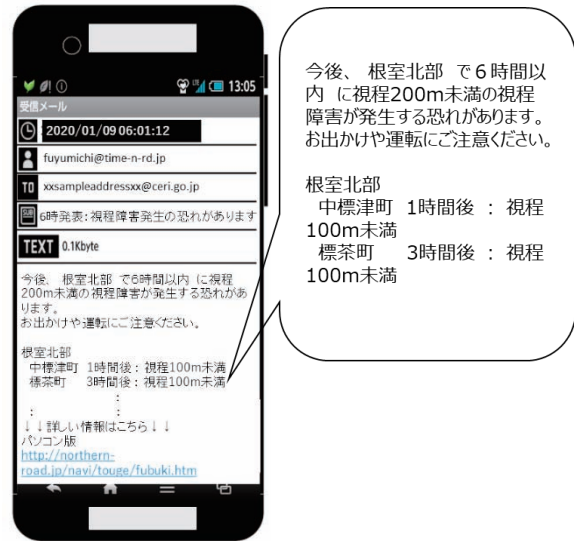 13:05
受信メール
2020/01/09 06:01:12
fuyumichi@time-n-rd.jp
TO xxsampleaddressxx@ceri.go.jp
SUB 6時発表:視程障害発生の恐れがあります
TEXT 0.1Kbyte
今後、 根室北部 で6時間以内 に視程
200m未満の視程障害が発生する恐れがあ
ります。
お出かけや運転にご注意ください。
根室北部
中標津町 1時間後:視程100m未満
標茶町 3時間後:視程100m未満
:
: :
↓↓詳しい情報はこちら↓↓
パソコン版
http://northern-
road.jp/navi/touge/fubuki.htm
今後、 根室北部 で6時間以
内 に視程200m未満の視程
障害が発生する恐れがあります。
お出かけや運転にご注意ください。
根室北部
中標津町 1時間後 : 視程
100m未満
標茶町 3時間後 : 視程
100m未満